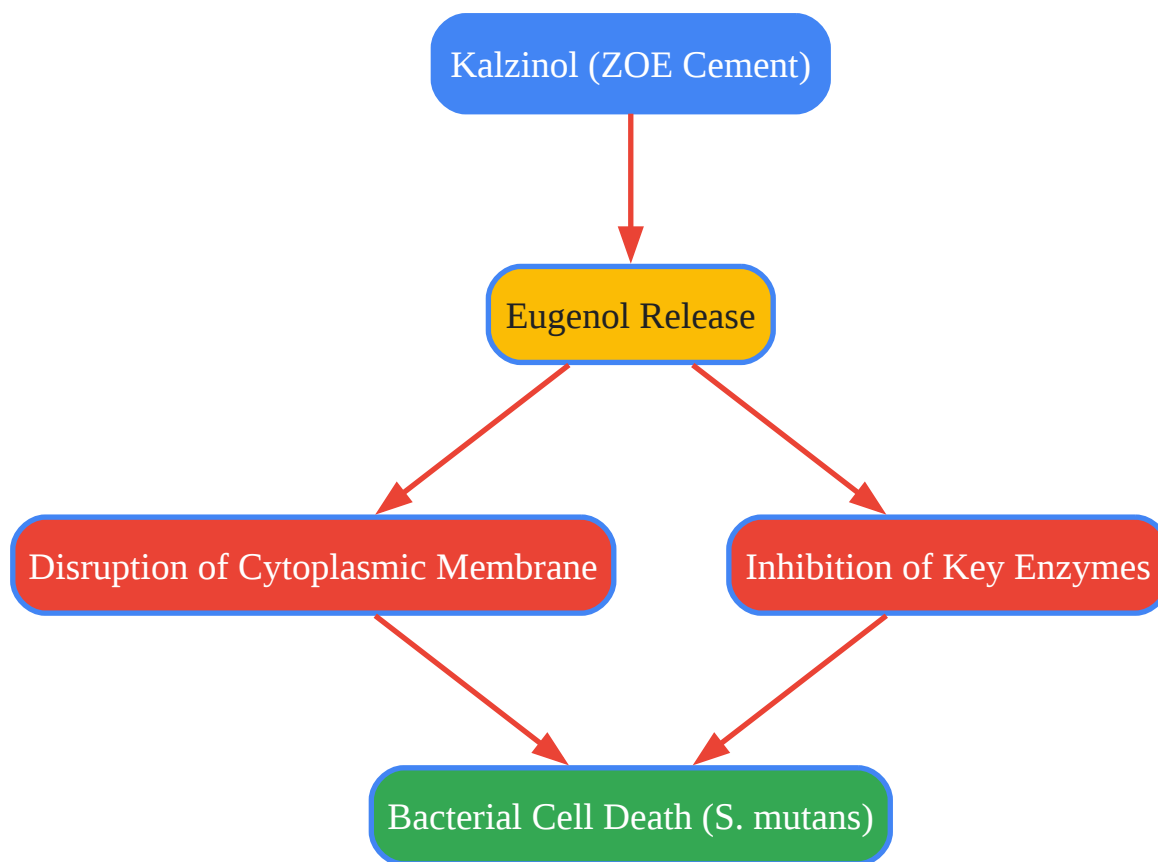 Kalzinol (ZOE Cement)
Eugenol Release
Disruption of Cytoplasmic Membrane
Inhibition of Key Enzymes
Bacterial Cell Death (S. mutans)